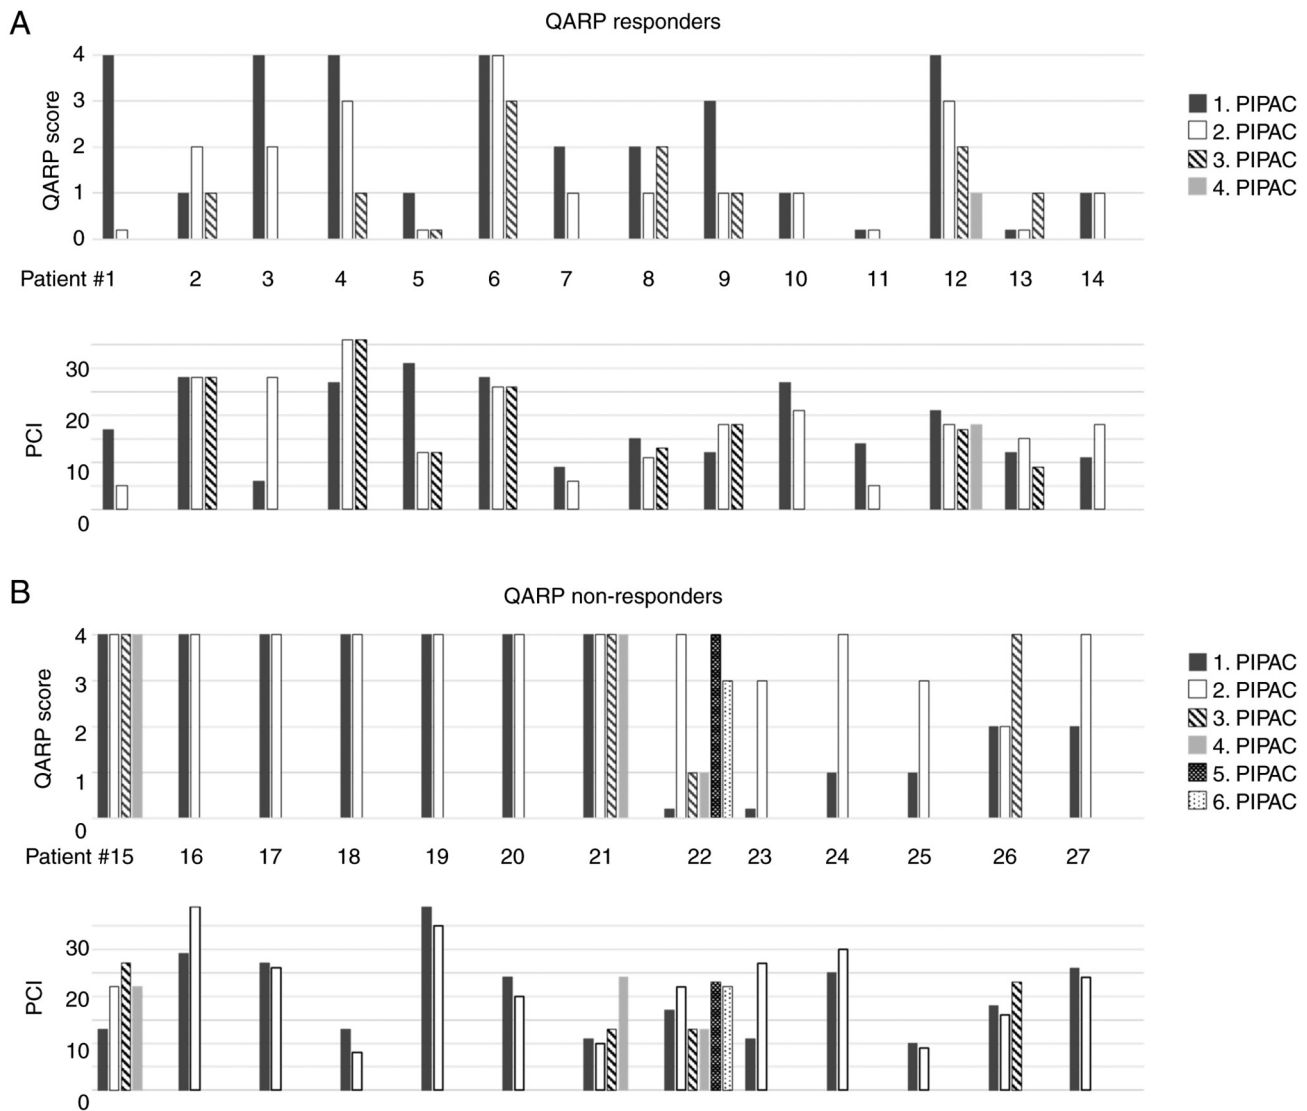 A
QARP responders
QARP score
4
3
2
1
0
1. PIPAC
2. PIPAC
3. PIPAC
4. PIPAC
Patient #1 2 3 4 5 6 7 8 9 10 11 12 13 14
PCI
30
20
10
0
B
QARP non-responders
QARP score
4
3
2
1
0
1. PIPAC
2. PIPAC
3. PIPAC
4. PIPAC
5. PIPAC
6. PIPAC
Patient #15 16 17 18 19 20 21 22 23 24 25 26 27
PCI
30
20
10
0